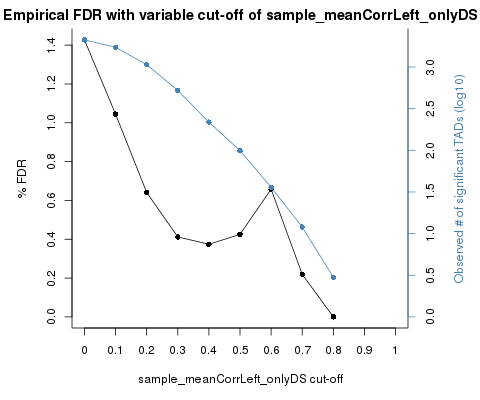 Empirical FDR with variable cut-off of sample_meanCorrLeft_onlyDS
% FDR
0.0 0.2 0.4 0.6 0.8 1.0 1.2 1.4
0 0.1 0.2 0.3 0.4 0.5 0.6 0.7 0.8 0.9 1
sample_meanCorrLeft_onlyDS cut-off
0.0 0.5 1.0 1.5 2.0 2.5 3.0
Observed # of significant TADs (log10)